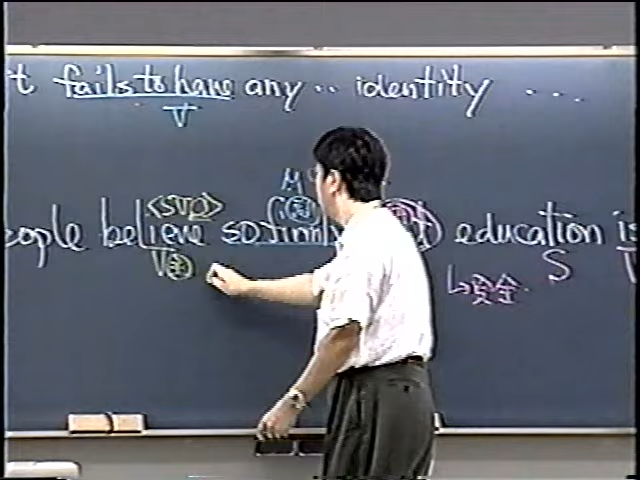 t fails to have any .. identity ....
V
M
<SVO>
eople believe so firmly education is
V S V